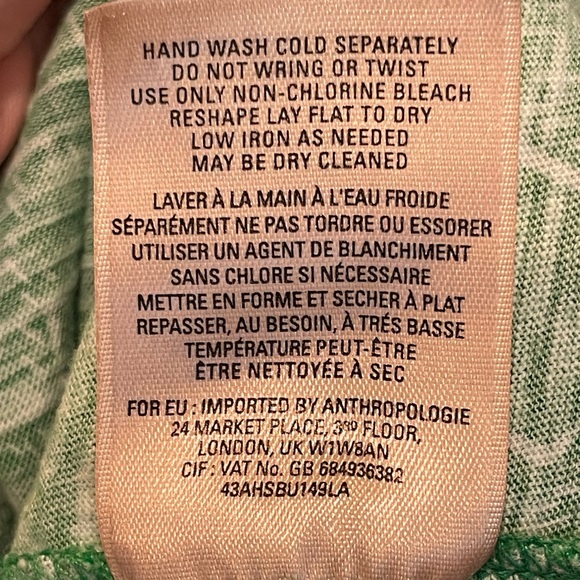 HAND WASH COLD SEPARATELY
DO NOT WRING OR TWIST
USE ONLY NON-CHLORINE BLEACH
RESHAPE LAY FLAT TO DRY
LOW IRON AS NEEDED
MAY BE DRY CLEANED
LAVER À LA MAIN À L'EAU FROIDE
SÉPARÉMENT NE PAS TORDRE OU ESSORER
UTILISER UN AGENT DE BLANCHIMENT
SANS CHLORE SI NÉCESSAIRE
METTRE EN FORME ET SECHER À PLAT
REPASSER, AU BESOIN, À TRÉS BASSE
TEMPÉRATURE PEUT-ÊTRE
ÊTRE NETTOYÉE À SEC
FOR EU : IMPORTED BY ANTHROPOLOGIE
24 MARKET PLACE, 3RD FLOOR,
LONDON, UK W1W8AN
CIF : VAT No. GB 684936382
43AHSBU149LA